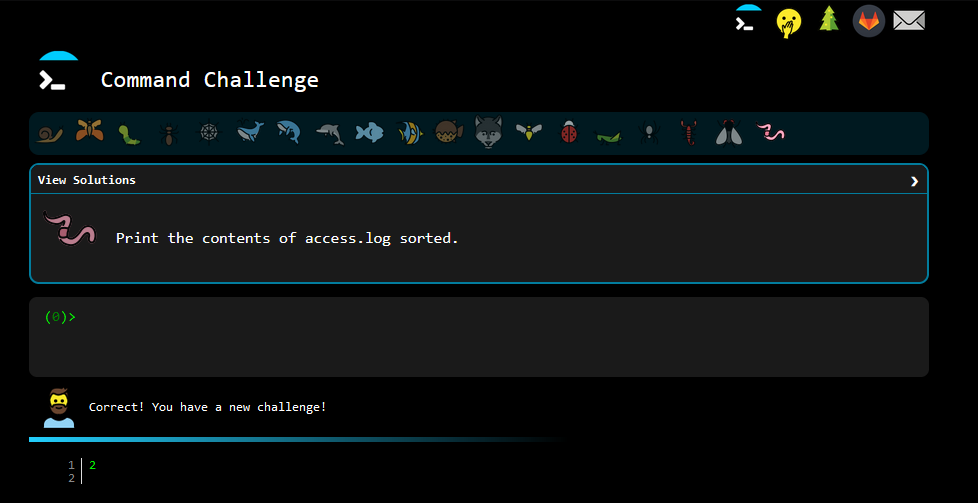 Command Challenge
View Solutions
Print the contents of access.log sorted.
(0)>
Correct! You have a new challenge!
1 2
2